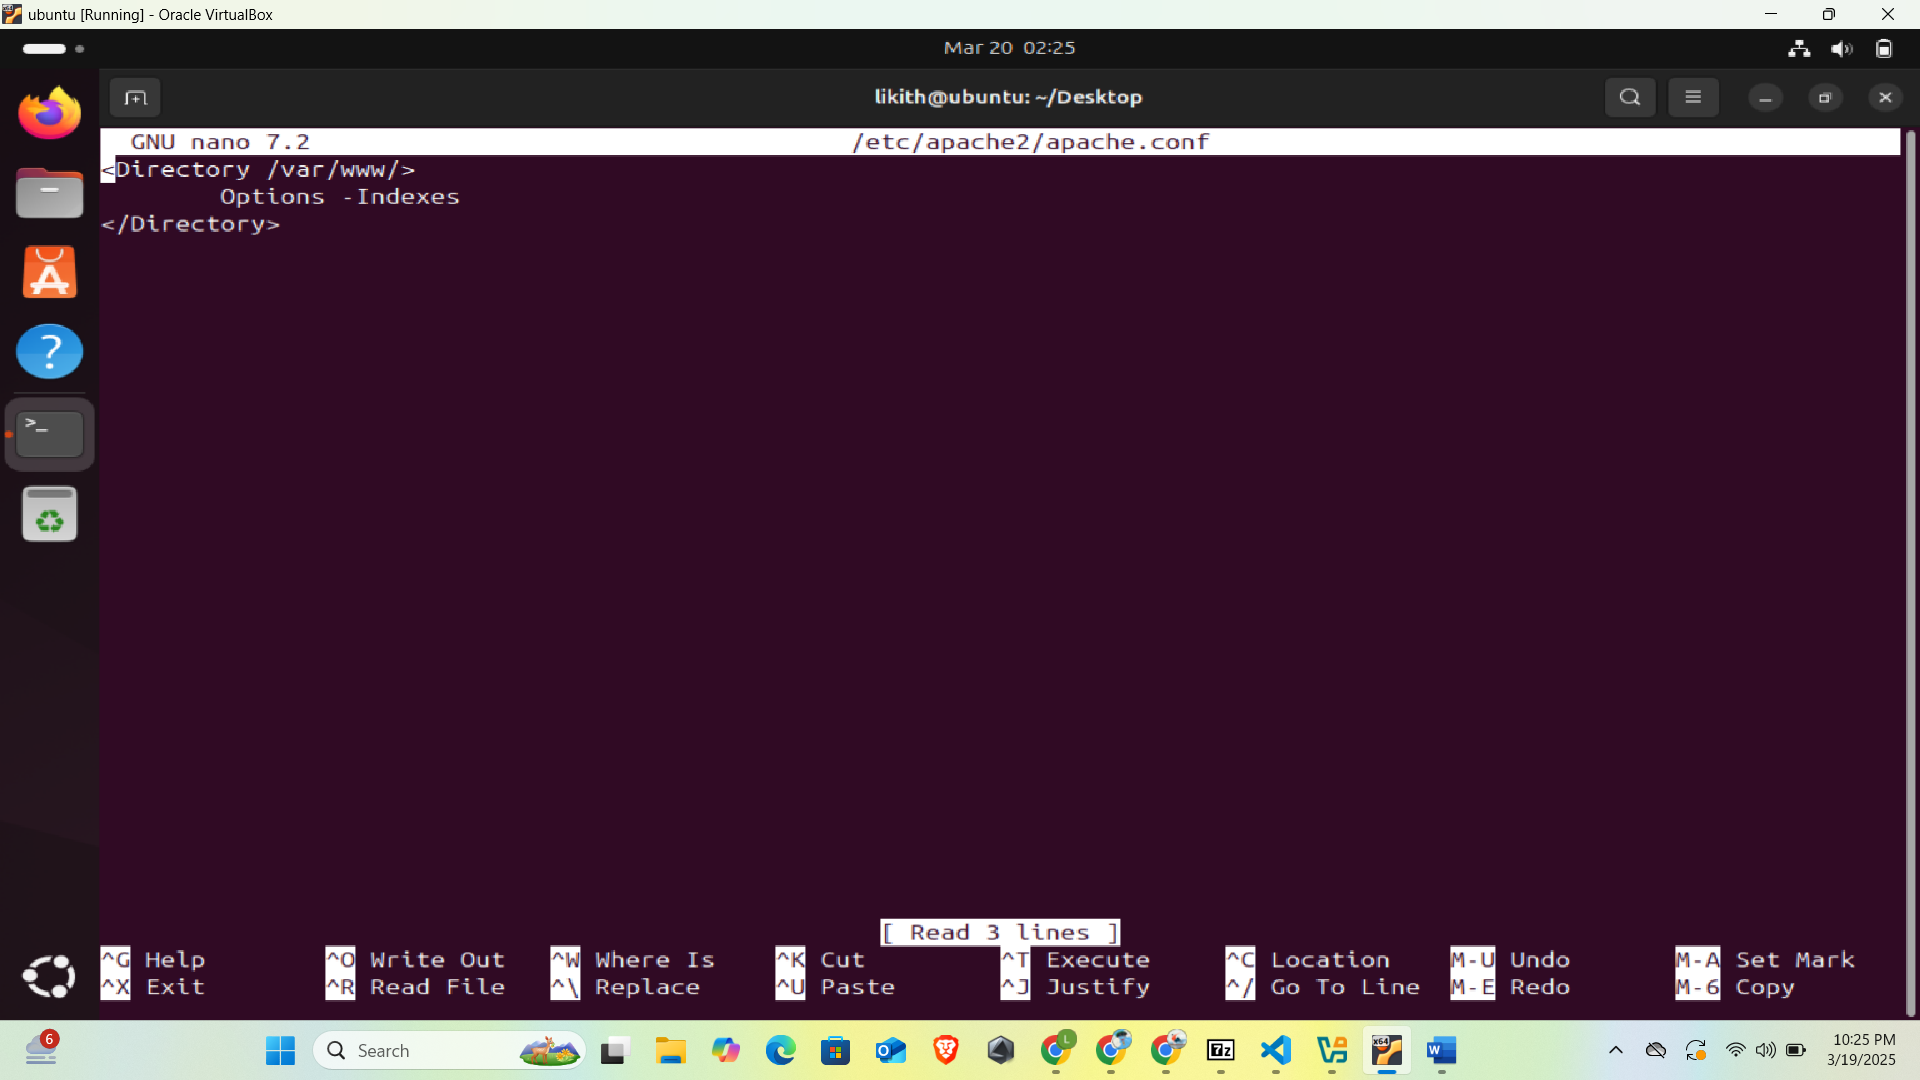 ubuntu [Running] - Oracle VirtualBox
Mar 20 02:25
likith@ubuntu: ~/Desktop
GNU nano 7.2 /etc/apache2/apache.conf
<Directory /var/www/>
Options -Indexes
</Directory>
[ Read 3 lines ]
^G Help ^O Write Out ^W Where Is ^K Cut ^T Execute ^C Location M-U Undo M-A Set Mark
^X Exit ^R Read File ^\ Replace ^U Paste ^J Justify ^/ Go To Line M-E Redo M-6 Copy
6
Search
10:25 PM
3/19/2025